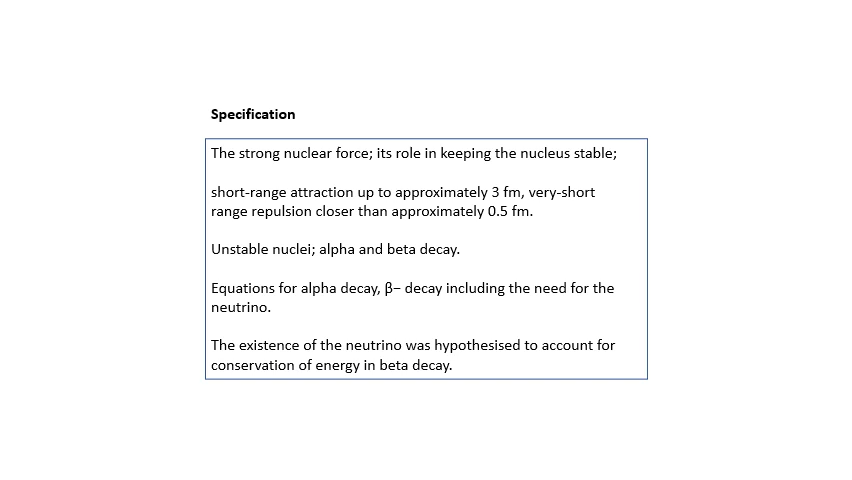 Specification
The strong nuclear force; its role in keeping the nucleus stable;
short-range attraction up to approximately 3 fm, very-short
range repulsion closer than approximately 0.5 fm.
Unstable nuclei; alpha and beta decay.
Equations for alpha decay, β− decay including the need for the
neutrino.
The existence of the neutrino was hypothesised to account for
conservation of energy in beta decay.